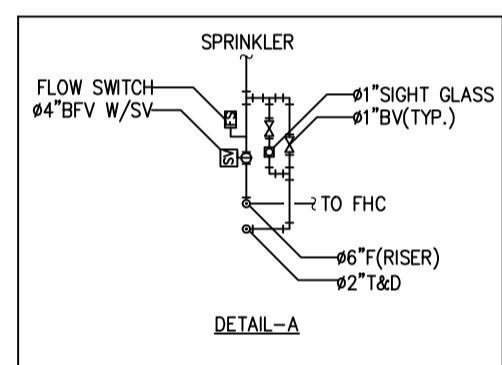 SPRINKLER
FLOW SWITCH
ø4"BFV W/SV
FS
SV
ø1"SIGHT GLASS
ø1"BV(TYP.)
TO FHC
ø6"F(RISER)
ø2"T&D
DETAIL-A